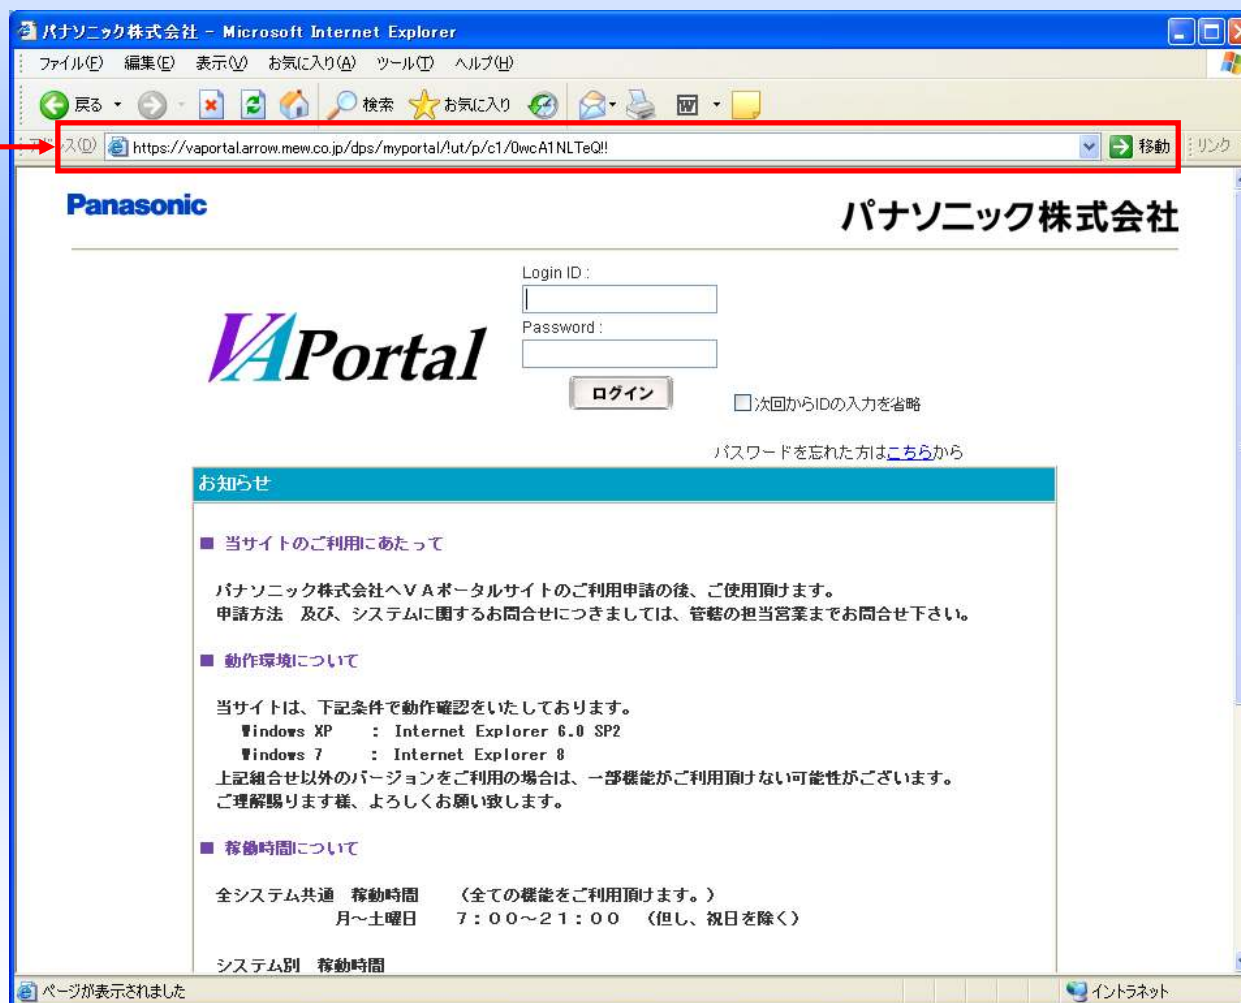 パナソニック株式会社 - Microsoft Internet Explorer
ファイル(F) 編集(E) 表示(V) お気に入り(A) ツール(T) ヘルプ(H)
戻る 検索 お気に入り
ス(D) https://vaportal.arrow.mew.co.jp/dps/myportal/!ut/p/c1/0wcA1NLTeQ!! 移動 リンク
Panasonic パナソニック株式会社
Login ID :
VAPortal
Password :
ログイン
次回からIDの入力を省略
パスワードを忘れた方はこちらから
お知らせ
■ 当サイトのご利用にあたって
パナソニック株式会社へVAポータルサイトのご利用申請の後、ご使用頂けます。
申請方法 及び、システムに関するお問合せにつきましては、管轄の担当営業までお問合せ下さい。
■ 動作環境について
当サイトは、下記条件で動作確認をいたしております。
Windows XP : Internet Explorer 6.0 SP2
Windows 7 : Internet Explorer 8
上記組合せ以外のバージョンをご利用の場合は、一部機能がご利用頂けない可能性がございます。
ご理解賜ります様、よろしくお願い致します。
■ 稼働時間について
全システム共通 稼動時間 (全ての機能をご利用頂けます。)
月~土曜日 7:00~21:00 (但し、祝日を除く)
システム別 稼動時間
ページが表示されました イントラネット